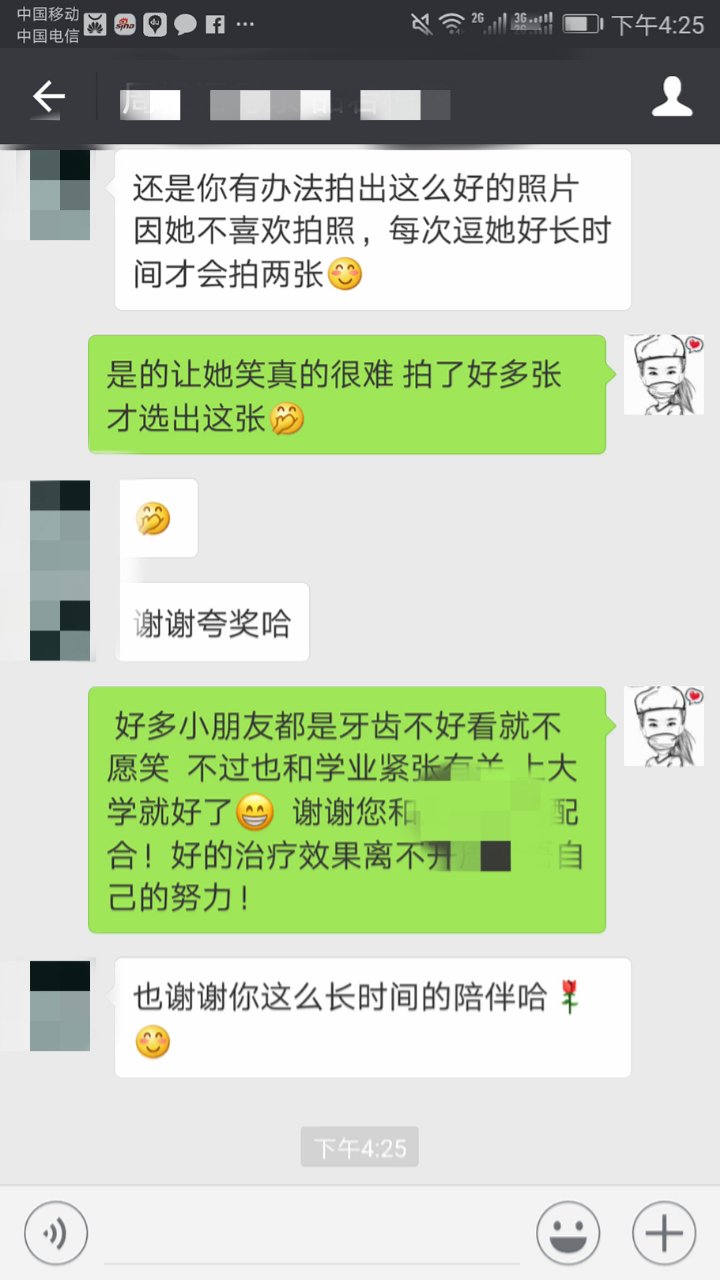 中国移动
中国电信
sina
2G
3G
2G
下午4:25
还是你有办法拍出这么好的照片
因她不喜欢拍照，每次逗她好长时
间才会拍两张😊
是的让她笑真的很难 拍了好多张
才选出这张🤭
🤭
谢谢夸奖哈
好多小朋友都是牙齿不好看就不
愿笑 不过也和学业紧张有关 上大
学就好了😁 谢谢您和 配
合！好的治疗效果离不开 自
己的努力！
也谢谢你这么长时间的陪伴哈🌹
😊
下午4:25